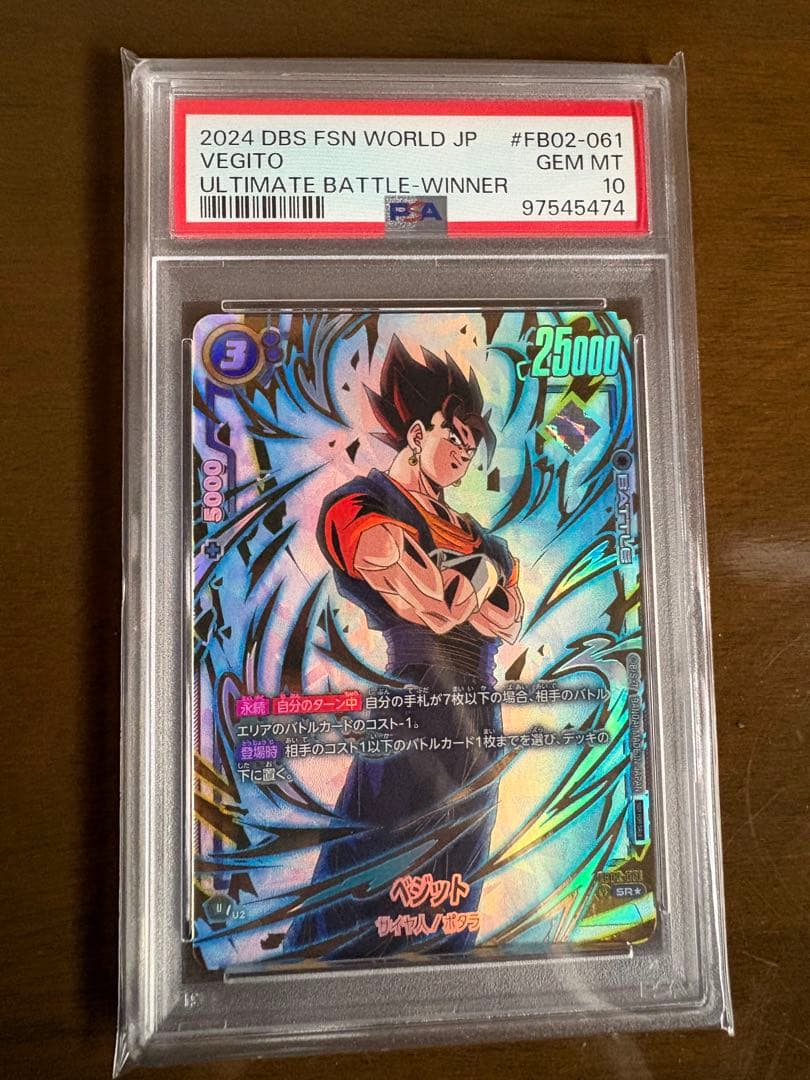 2024 DBS FSN WORLD JP #FB02-061
VEGITO GEM MT
ULTIMATE BATTLE-WINNER 10
PSA 97545474
3
25000
5000
BATTLE
永続 自分のターン中 自分の手札が7枚以下の場合、相手のバトル
エリアのバトルカードのコスト-1。
登場時 相手のコスト1以下のバトルカード1枚までを選び、デッキの
下に置く。
ベジット
サイヤ人/ポタラ
U/U2
SR★